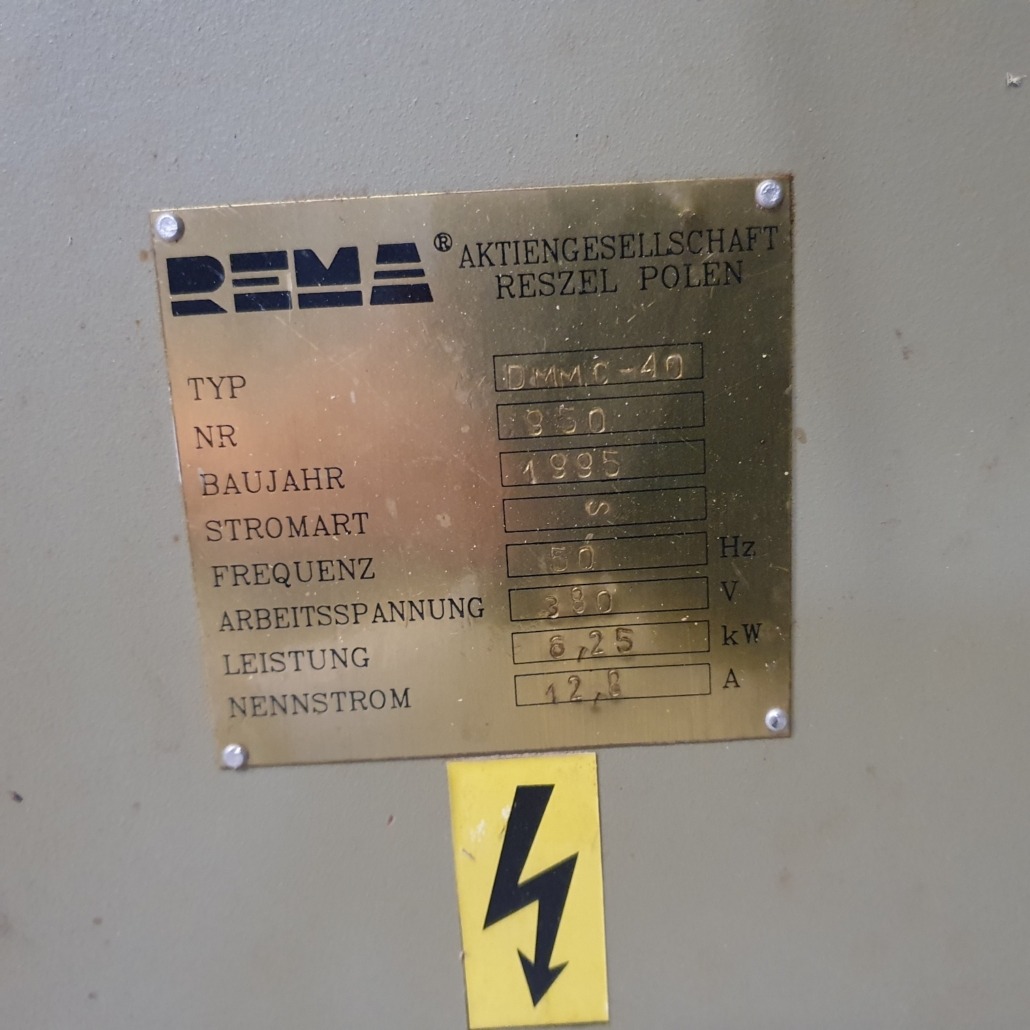 REMA® AKTIENGESELLSCHAFT
RESZEL POLEN
TYP DMMC-40
NR 950
BAUJAHR 1995
STROMART S
FREQUENZ 50 Hz
ARBEITSSPANNUNG 380 V
LEISTUNG 6,25 kW
NENNSTROM A